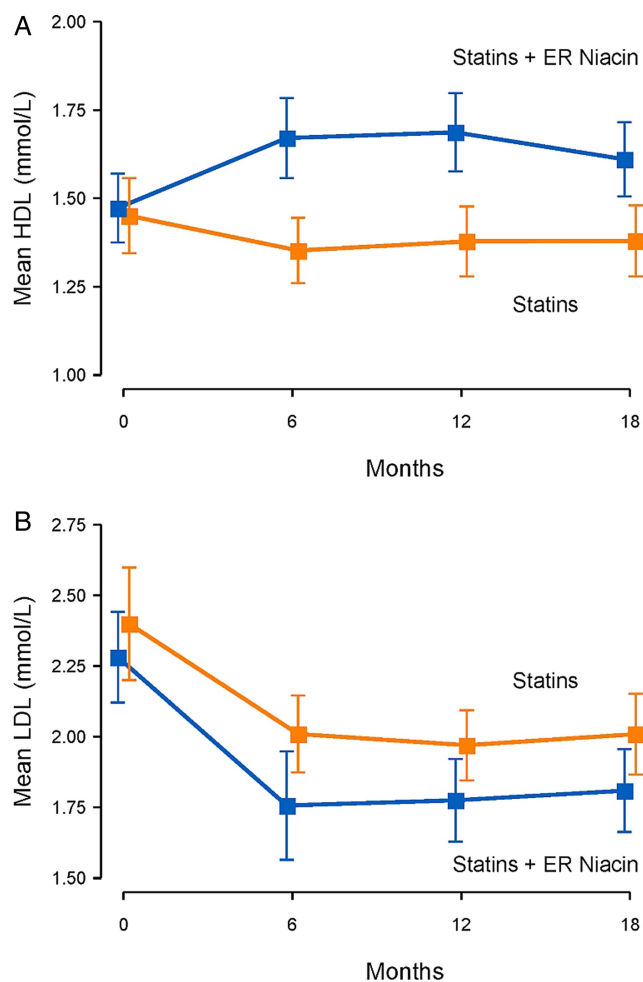 A
2.00
Statins + ER Niacin
1.75
1.50
1.25
Statins
1.00
0 6 12 18
Months
Mean HDL (mmol/L)
B
2.75
2.50
2.25
Statins
2.00
1.75
Statins + ER Niacin
1.50
0 6 12 18
Months
Mean LDL (mmol/L)